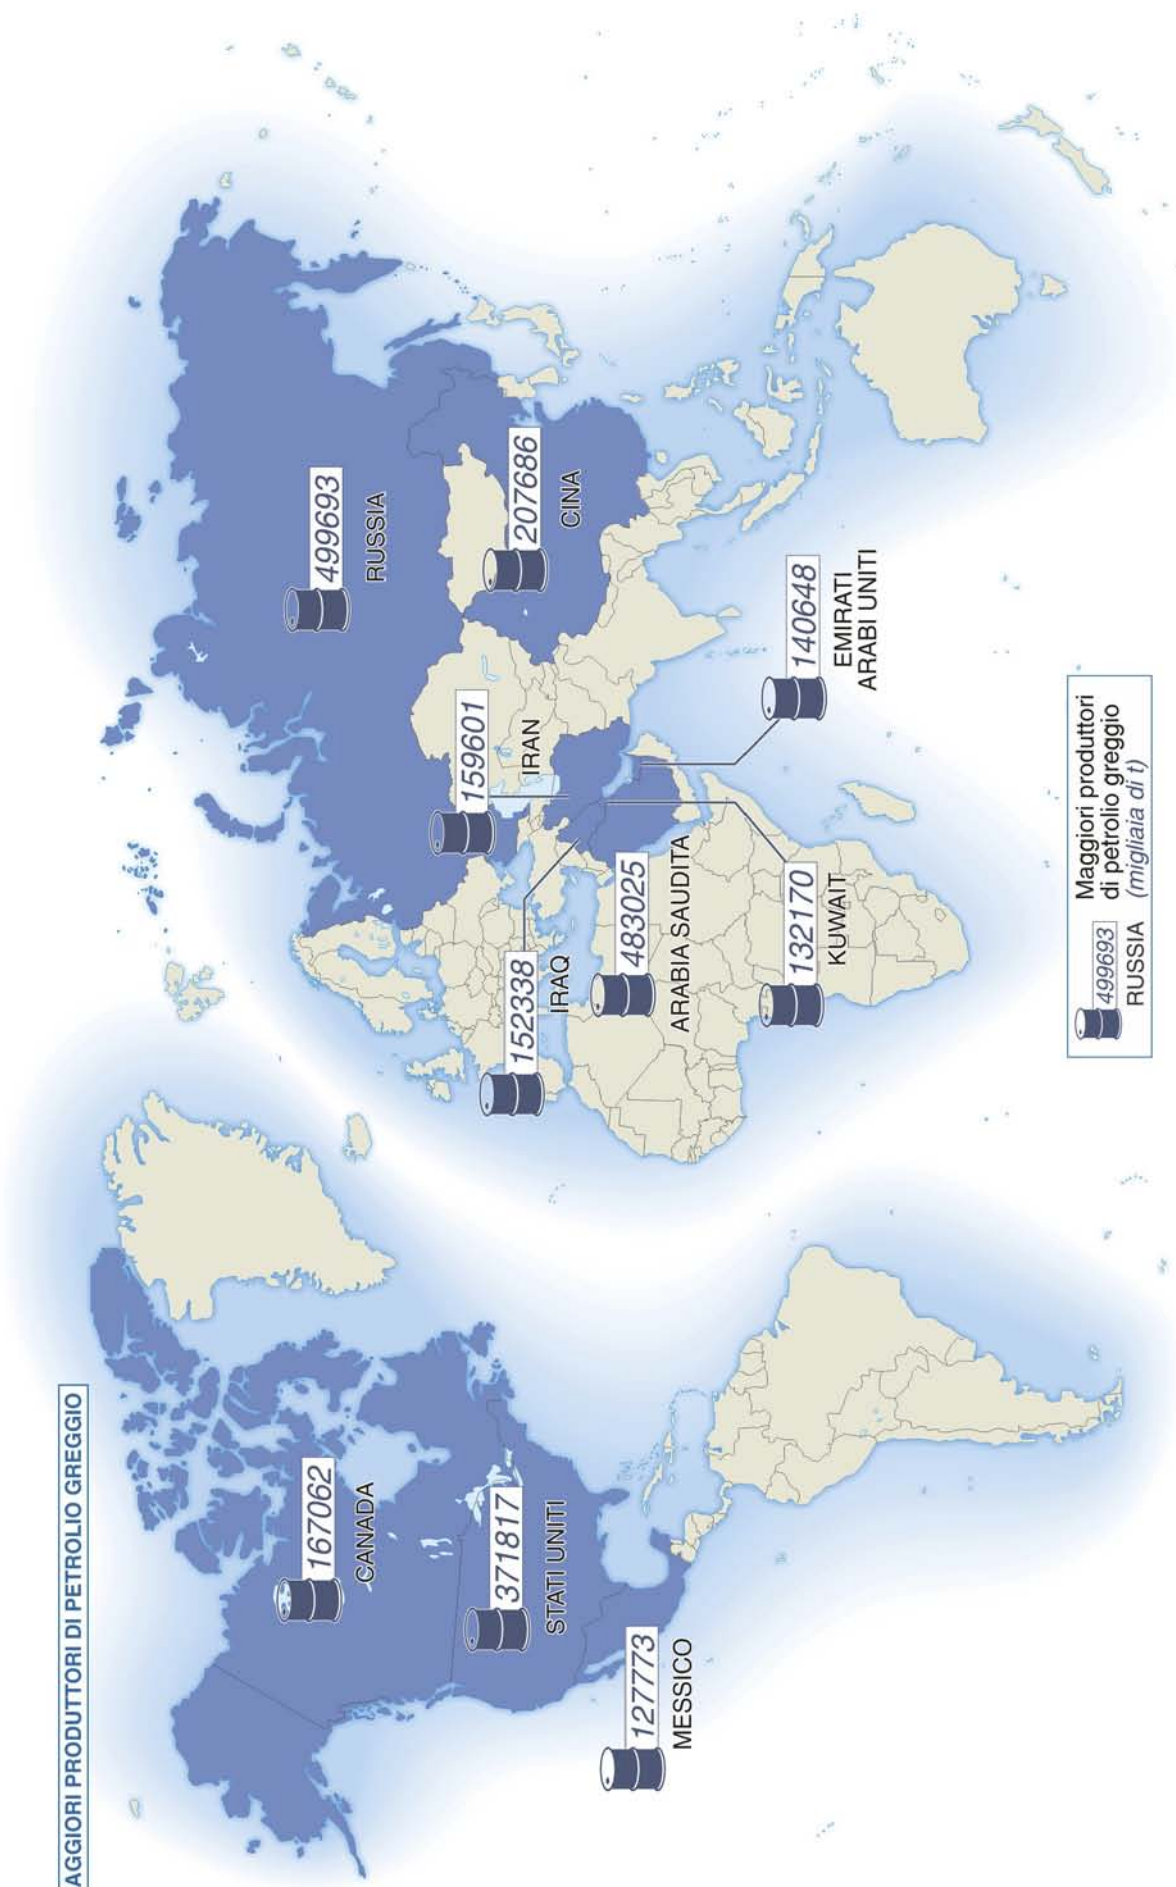 AGGIORI PRODUTTORI DI PETROLIO GREGGIO
167062
CANADA
371817
STATI UNITI
127773
MESSICO
499693
RUSSIA
207686
CINA
159601
IRAN
152338
IRAQ
483025
ARABIA SAUDITA
132170
KUWAIT
140648
EMIRATI
ARABI UNITI
499693
RUSSIA
Maggiori produttori
di petrolio greggio
(migliaia di t)